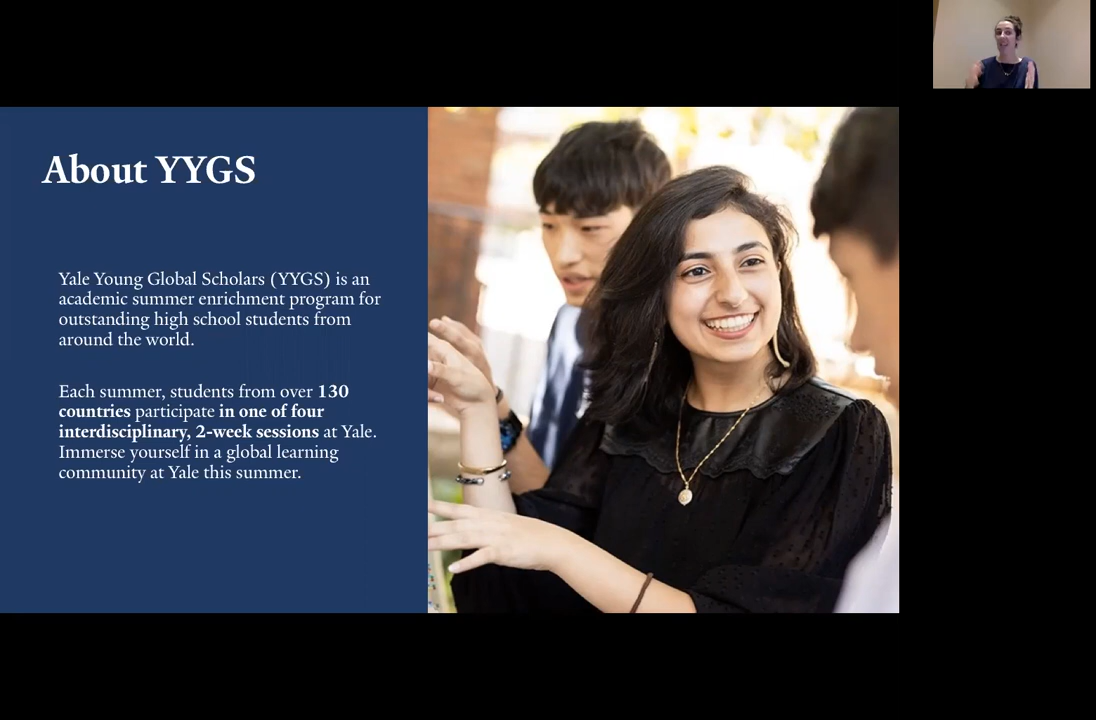 About YYGS
Yale Young Global Scholars (YYGS) is an
academic summer enrichment program for
outstanding high school students from
around the world.
Each summer, students from over 130
countries participate in one of four
interdisciplinary, 2-week sessions at Yale.
Immerse yourself in a global learning
community at Yale this summer.